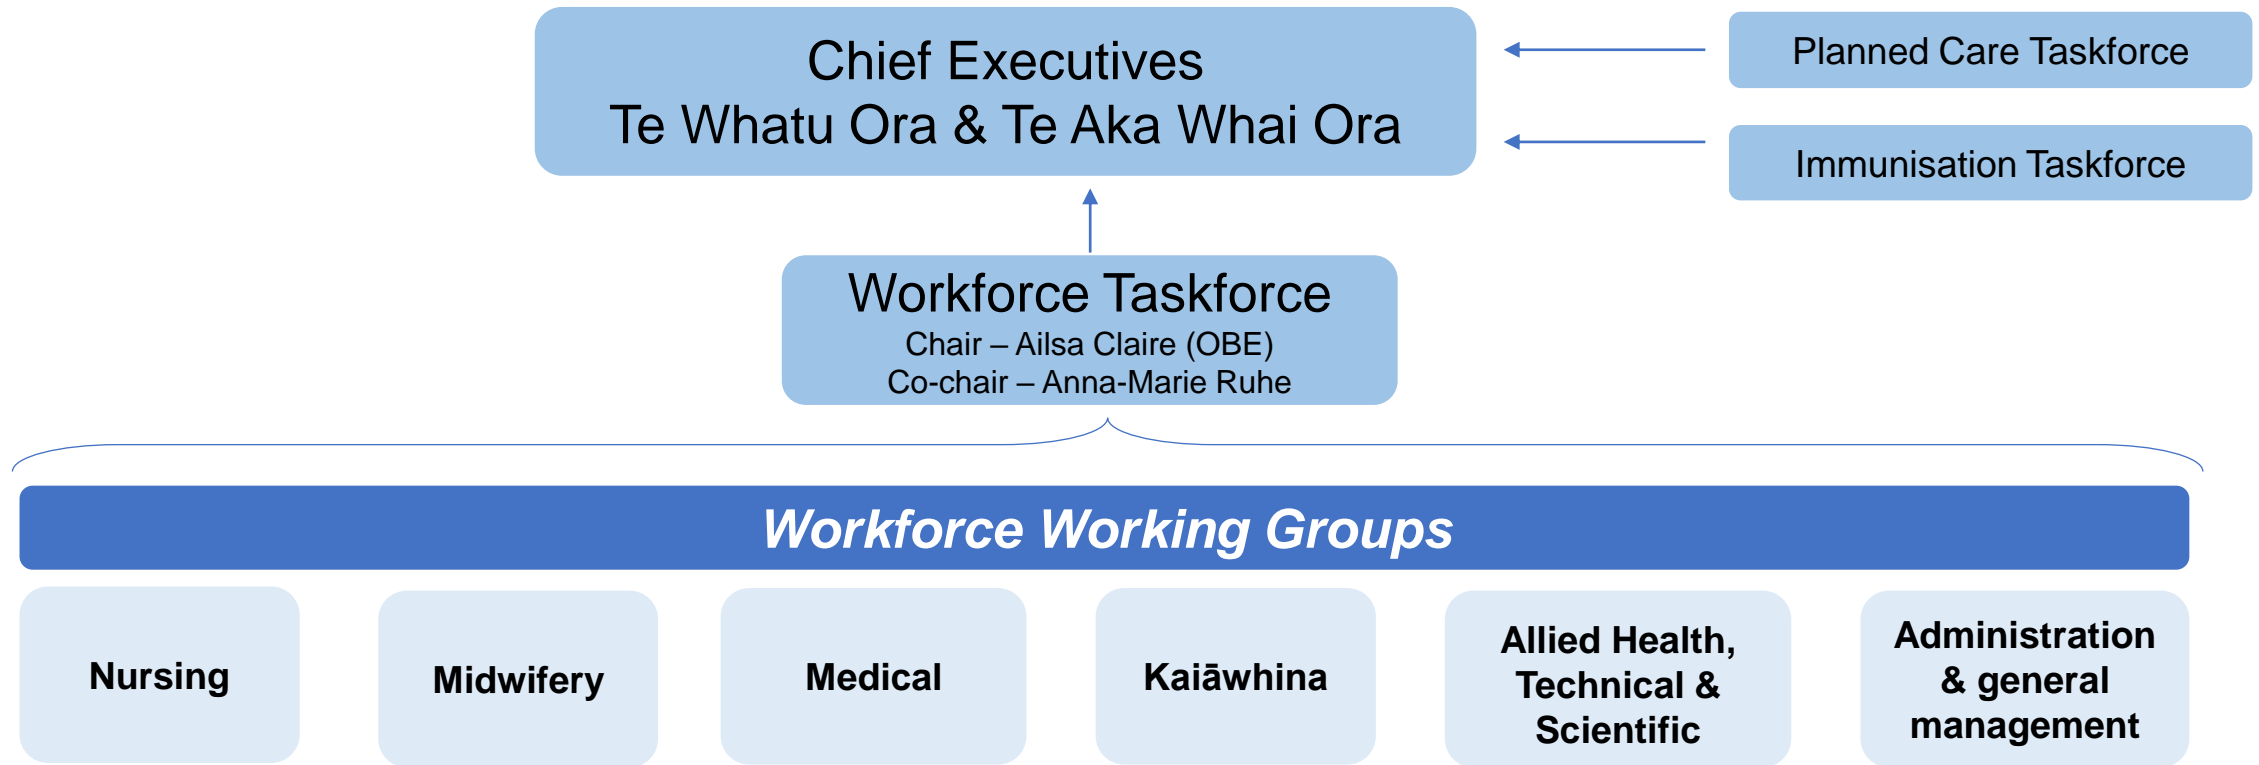 Chief Executives
Te Whatu Ora & Te Aka Whai Ora
Planned Care Taskforce
Immunisation Taskforce
Workforce Taskforce
Chair – Ailsa Claire (OBE)
Co-chair – Anna-Marie Ruhe
Workforce Working Groups
Nursing
Midwifery
Medical
Kaiāwhina
Allied Health,
Technical &
Scientific
Administration
& general
management